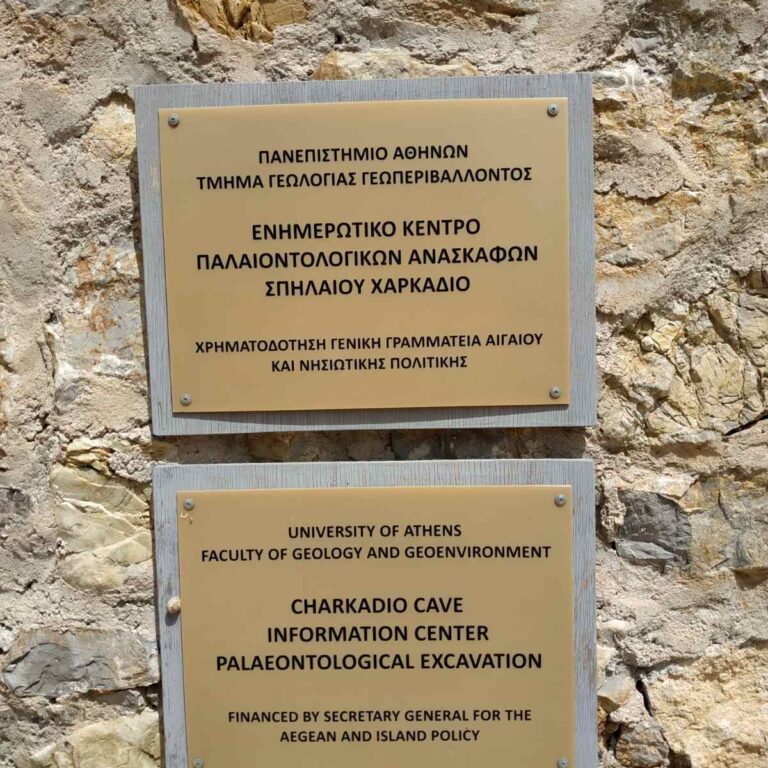 ΠΑΝΕΠΙΣΤΗΜΙΟ ΑΘΗΝΩΝ
ΤΜΗΜΑ ΓΕΩΛΟΓΙΑΣ ΓΕΩΠΕΡΙΒΑΛΛΟΝΤΟΣ
ΕΝΗΜΕΡΩΤΙΚΟ ΚΕΝΤΡΟ
ΠΑΛΑΙΟΝΤΟΛΟΓΙΚΩΝ ΑΝΑΣΚΑΦΩΝ
ΣΠΗΛΑΙΟΥ ΧΑΡΚΑΔΙΟ
ΧΡΗΜΑΤΟΔΟΤΗΣΗ ΓΕΝΙΚΗ ΓΡΑΜΜΑΤΕΙΑ ΑΙΓΑΙΟΥ
ΚΑΙ ΝΗΣΙΩΤΙΚΗΣ ΠΟΛΙΤΙΚΗΣ
UNIVERSITY OF ATHENS
FACULTY OF GEOLOGY AND GEOENVIRONMENT
CHARKADIO CAVE
INFORMATION CENTER
PALAEONTOLOGICAL EXCAVATION
FINANCED BY SECRETARY GENERAL FOR THE
AEGEAN AND ISLAND POLICY